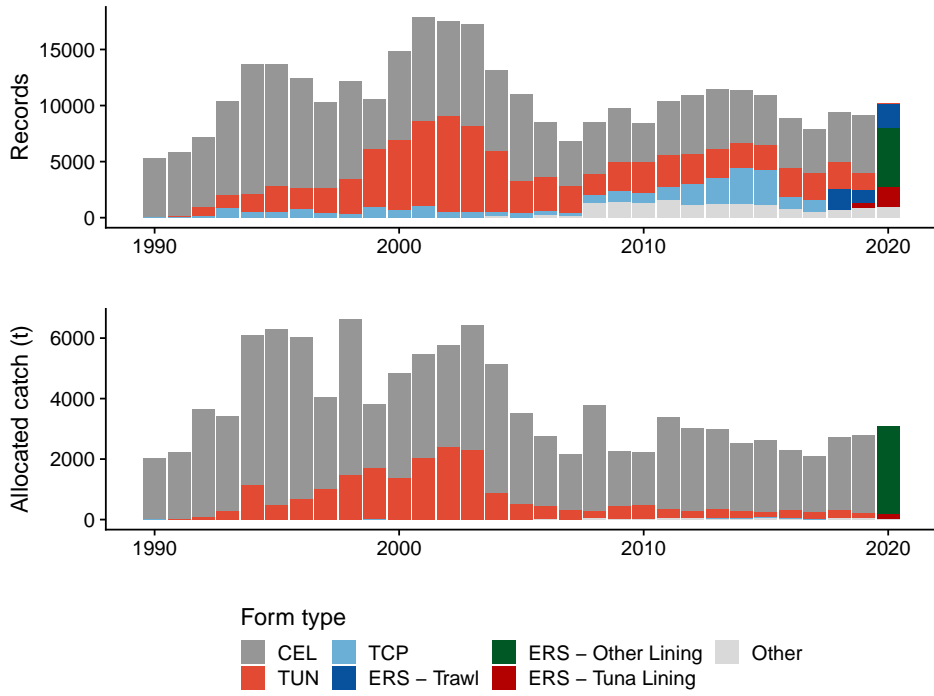 Records
15000
10000
5000
0
1990 2000 2010 2020
Allocated catch (t)
6000
4000
2000
0
1990 2000 2010 2020
Form type
CEL TCP ERS − Other Lining Other
TUN ERS − Trawl ERS − Tuna Lining